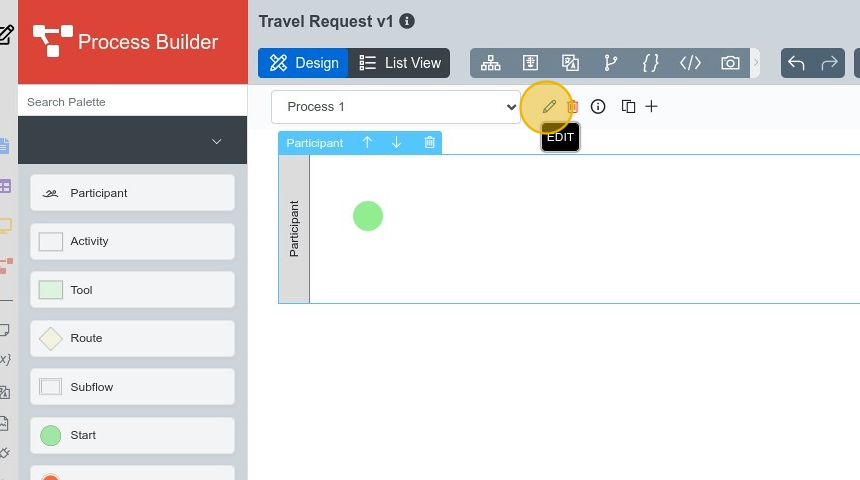 Process Builder
Travel Request v1
Design
List View
Search Palette
Process 1
EDIT
Participant
Participant
Participant
Activity
Tool
Route
Subflow
Start